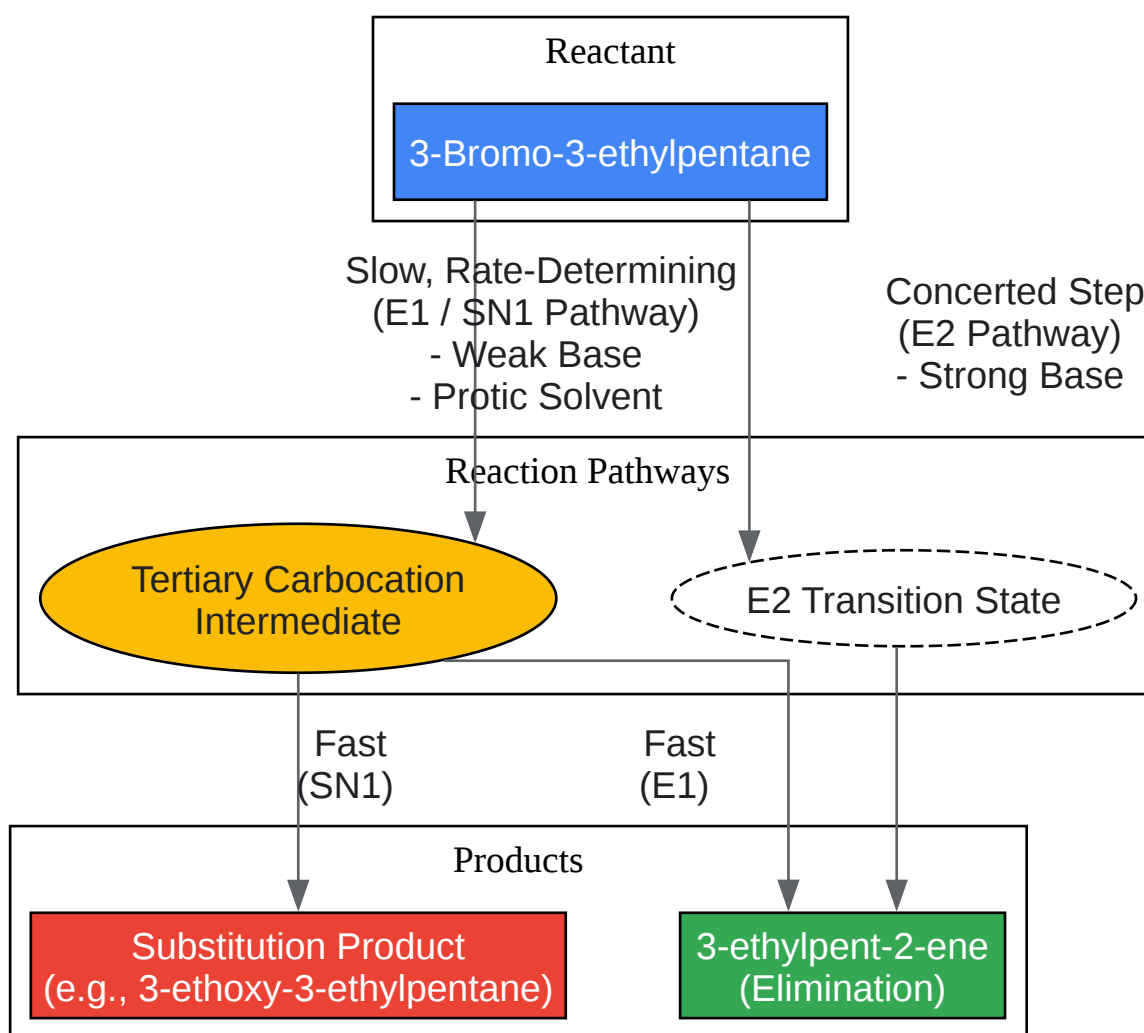 Reactant
3-Bromo-3-ethylpentane
Slow, Rate-Determining
(E1 / SN1 Pathway)
- Weak Base
- Protic Solvent
Concerted Step
(E2 Pathway)
- Strong Base
Reaction Pathways
Tertiary Carbocation
Intermediate
E2 Transition State
Fast
(SN1)
Fast
(E1)
Products
Substitution Product
(e.g., 3-ethoxy-3-ethylpentane)
3-ethylpent-2-ene
(Elimination)